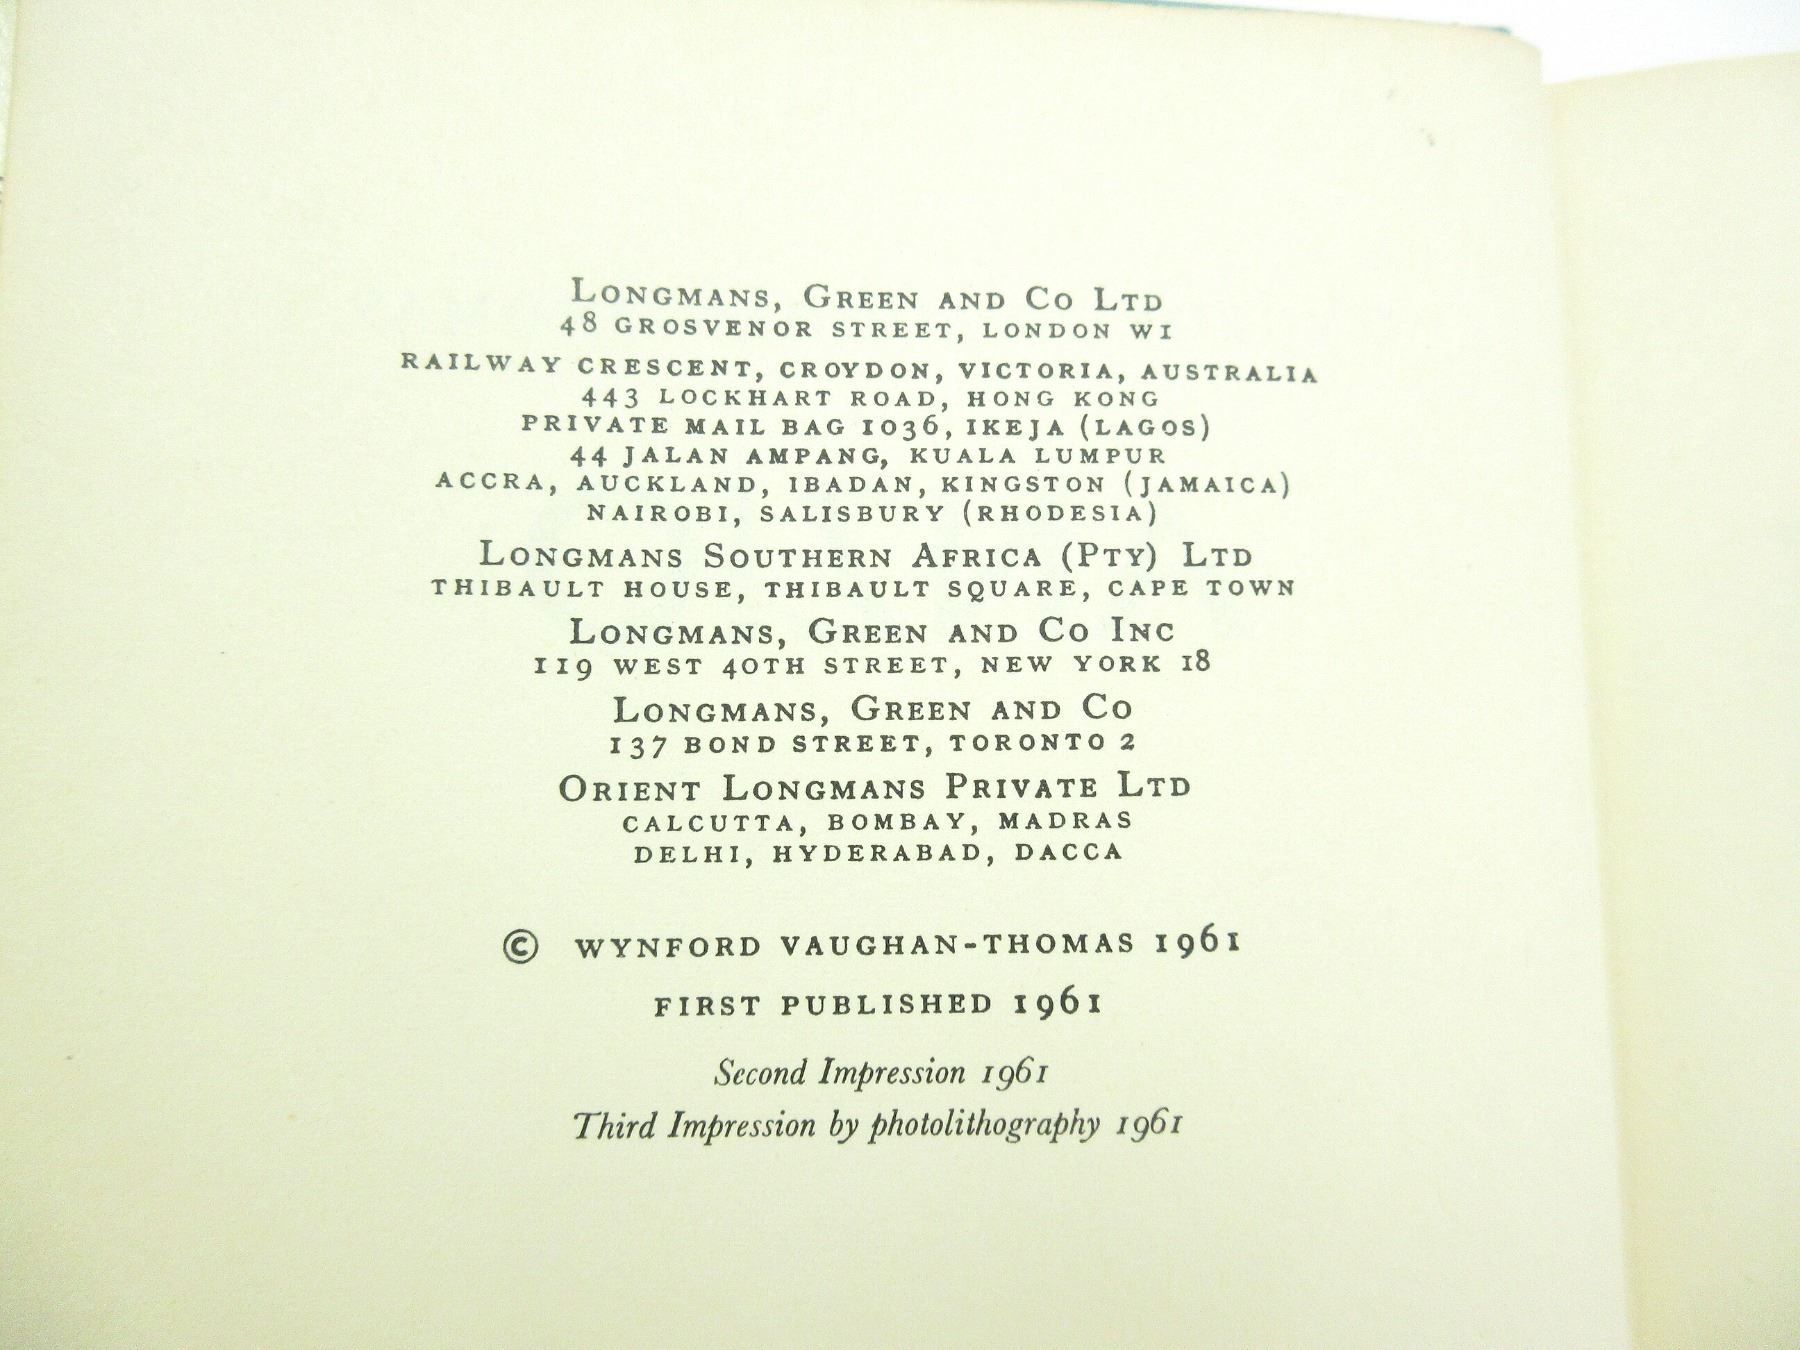 Longmans, Green and Co Ltd
48 GROSVENOR STREET, LONDON W1
RAILWAY CRESCENT, CROYDON, VICTORIA, AUSTRALIA
443 LOCKHART ROAD, HONG KONG
PRIVATE MAIL BAG 1036, IKEJA (LAGOS)
44 JALAN AMPANG, KUALA LUMPUR
ACCRA, AUCKLAND, IBADAN, KINGSTON (JAMAICA)
NAIROBI, SALISBURY (RHODESIA)
Longmans Southern Africa (Pty) Ltd
THIBAULT HOUSE, THIBAULT SQUARE, CAPE TOWN
Longmans, Green and Co Inc
119 WEST 40TH STREET, NEW YORK 18
Longmans, Green and Co
137 BOND STREET, TORONTO 2
Orient Longmans Private Ltd
CALCUTTA, BOMBAY, MADRAS
DELHI, HYDERABAD, DACCA
© WYNFORD VAUGHAN-THOMAS 1961
FIRST PUBLISHED 1961
Second Impression 1961
Third Impression by photolithography 1961